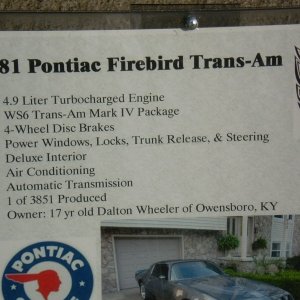 81 Pontiac Firebird Trans-Am
4.9 Liter Turbocharged Engine
WS6 Trans-Am Mark IV Package
4-Wheel Disc Brakes
Power Windows, Locks, Trunk Release, & Steering
Deluxe Interior
Air Conditioning
Automatic Transmission
1 of 3851 Produced
Owner: 17 yr old Dalton Wheeler of Owensboro, KY
PONTIAC